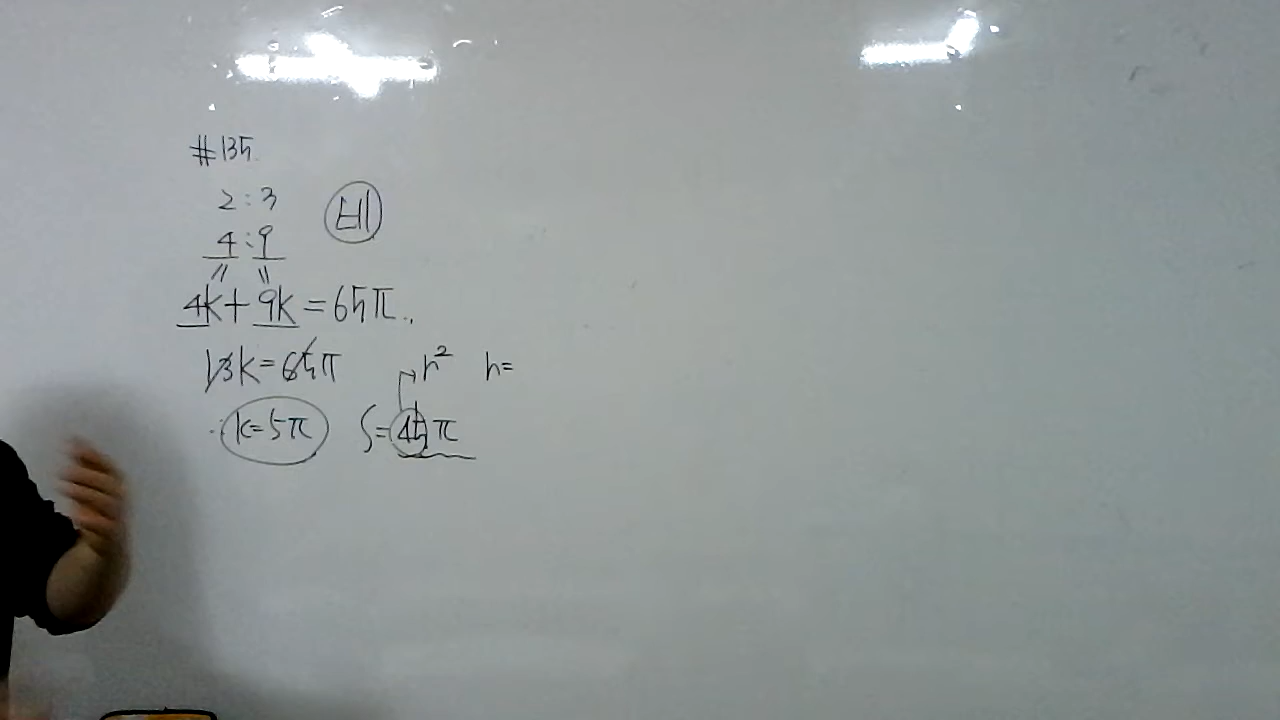 #135.
2:3
비
4:9
= =
4k+9k=65π..
13k=65π
r² r=
∴k=5π S=45π